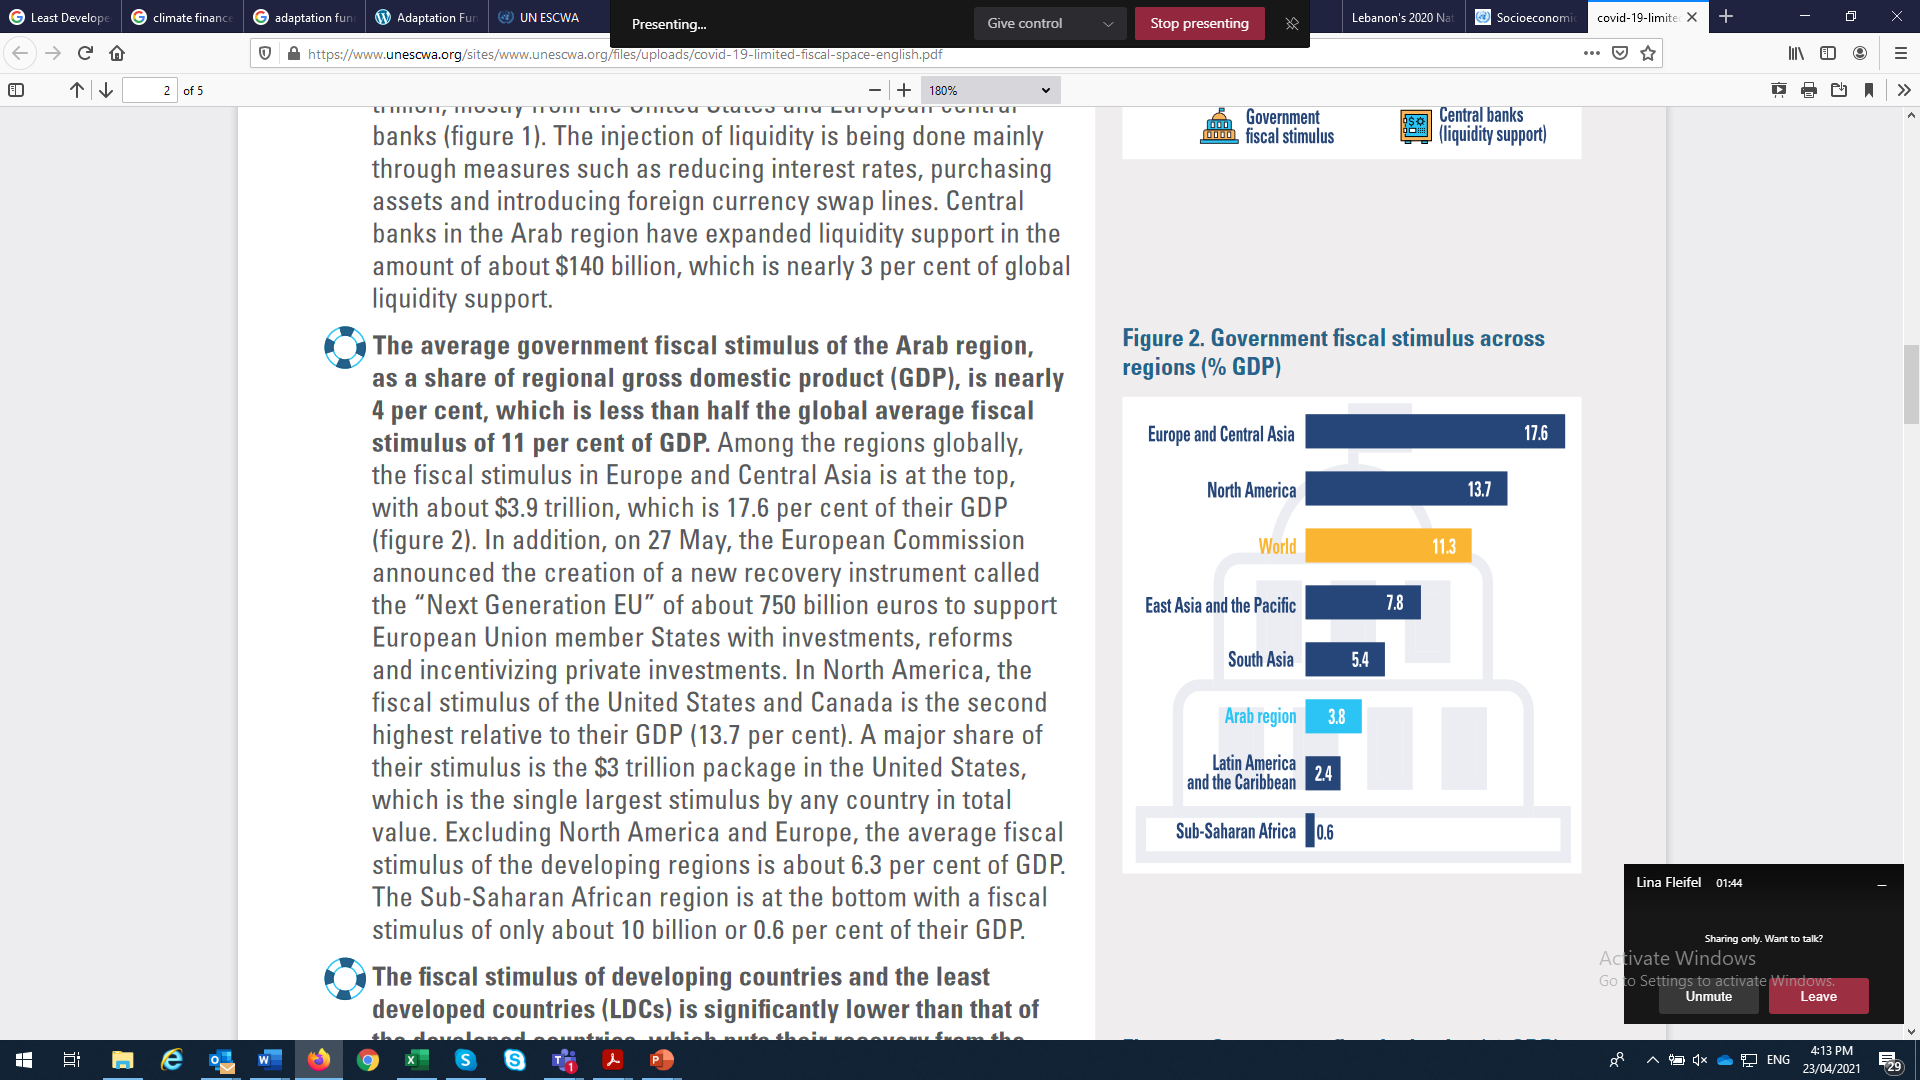 Least Develope
climate finance
adaptation fun
Adaptation Fun
UN ESCWA
Presenting...
Give control
Stop presenting
Lebanon's 2020 Nat
Socioeconomic
covid-19-limite
https://www.unescwa.org/sites/www.unescwa.org/files/uploads/covid-19-limited-fiscal-space-english.pdf
2 of 5
180%
trillion, mostly from the United States and European central
banks (figure 1). The injection of liquidity is being done mainly
through measures such as reducing interest rates, purchasing
assets and introducing foreign currency swap lines. Central
banks in the Arab region have expanded liquidity support in the
amount of about $140 billion, which is nearly 3 per cent of global
liquidity support.
The average government fiscal stimulus of the Arab region,
as a share of regional gross domestic product (GDP), is nearly
4 per cent, which is less than half the global average fiscal
stimulus of 11 per cent of GDP. Among the regions globally,
the fiscal stimulus in Europe and Central Asia is at the top,
with about $3.9 trillion, which is 17.6 per cent of their GDP
(figure 2). In addition, on 27 May, the European Commission
announced the creation of a new recovery instrument called
the “Next Generation EU” of about 750 billion euros to support
European Union member States with investments, reforms
and incentivizing private investments. In North America, the
fiscal stimulus of the United States and Canada is the second
highest relative to their GDP (13.7 per cent). A major share of
their stimulus is the $3 trillion package in the United States,
which is the single largest stimulus by any country in total
value. Excluding North America and Europe, the average fiscal
stimulus of the developing regions is about 6.3 per cent of GDP.
The Sub-Saharan African region is at the bottom with a fiscal
stimulus of only about 10 billion or 0.6 per cent of their GDP.
The fiscal stimulus of developing countries and the least
developed countries (LDCs) is significantly lower than that of
the developed countries, which puts their recovery from the
Government
fiscal stimulus
Central banks
(liquidity support)
Figure 2. Government fiscal stimulus across
regions (% GDP)
Europe and Central Asia 17.6
North America 13.7
World 11.3
East Asia and the Pacific 7.8
South Asia 5.4
Arab region 3.8
Latin America
and the Caribbean 2.4
Sub-Saharan Africa 0.6
Lina Fleifel 01:44
Sharing only. Want to talk?
Activate Windows
Go to Settings to activate Windows.
Unmute
Leave
ENG
4:13 PM
23/04/2021
29
1